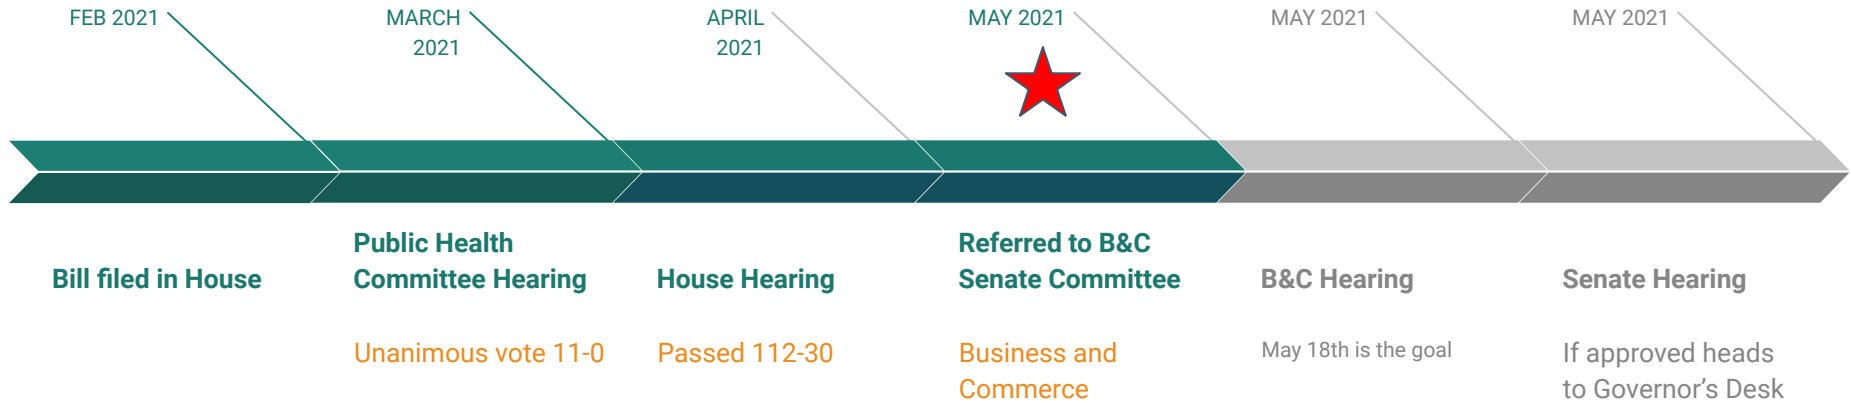 FEB 2021
MARCH
2021
APRIL
2021
MAY 2021
MAY 2021
MAY 2021
Bill filed in House
Public Health
Committee Hearing
Unanimous vote 11-0
House Hearing
Passed 112-30
Referred to B&C
Senate Committee
Business and
Commerce
B&C Hearing
May 18th is the goal
Senate Hearing
If approved heads
to Governor’s Desk